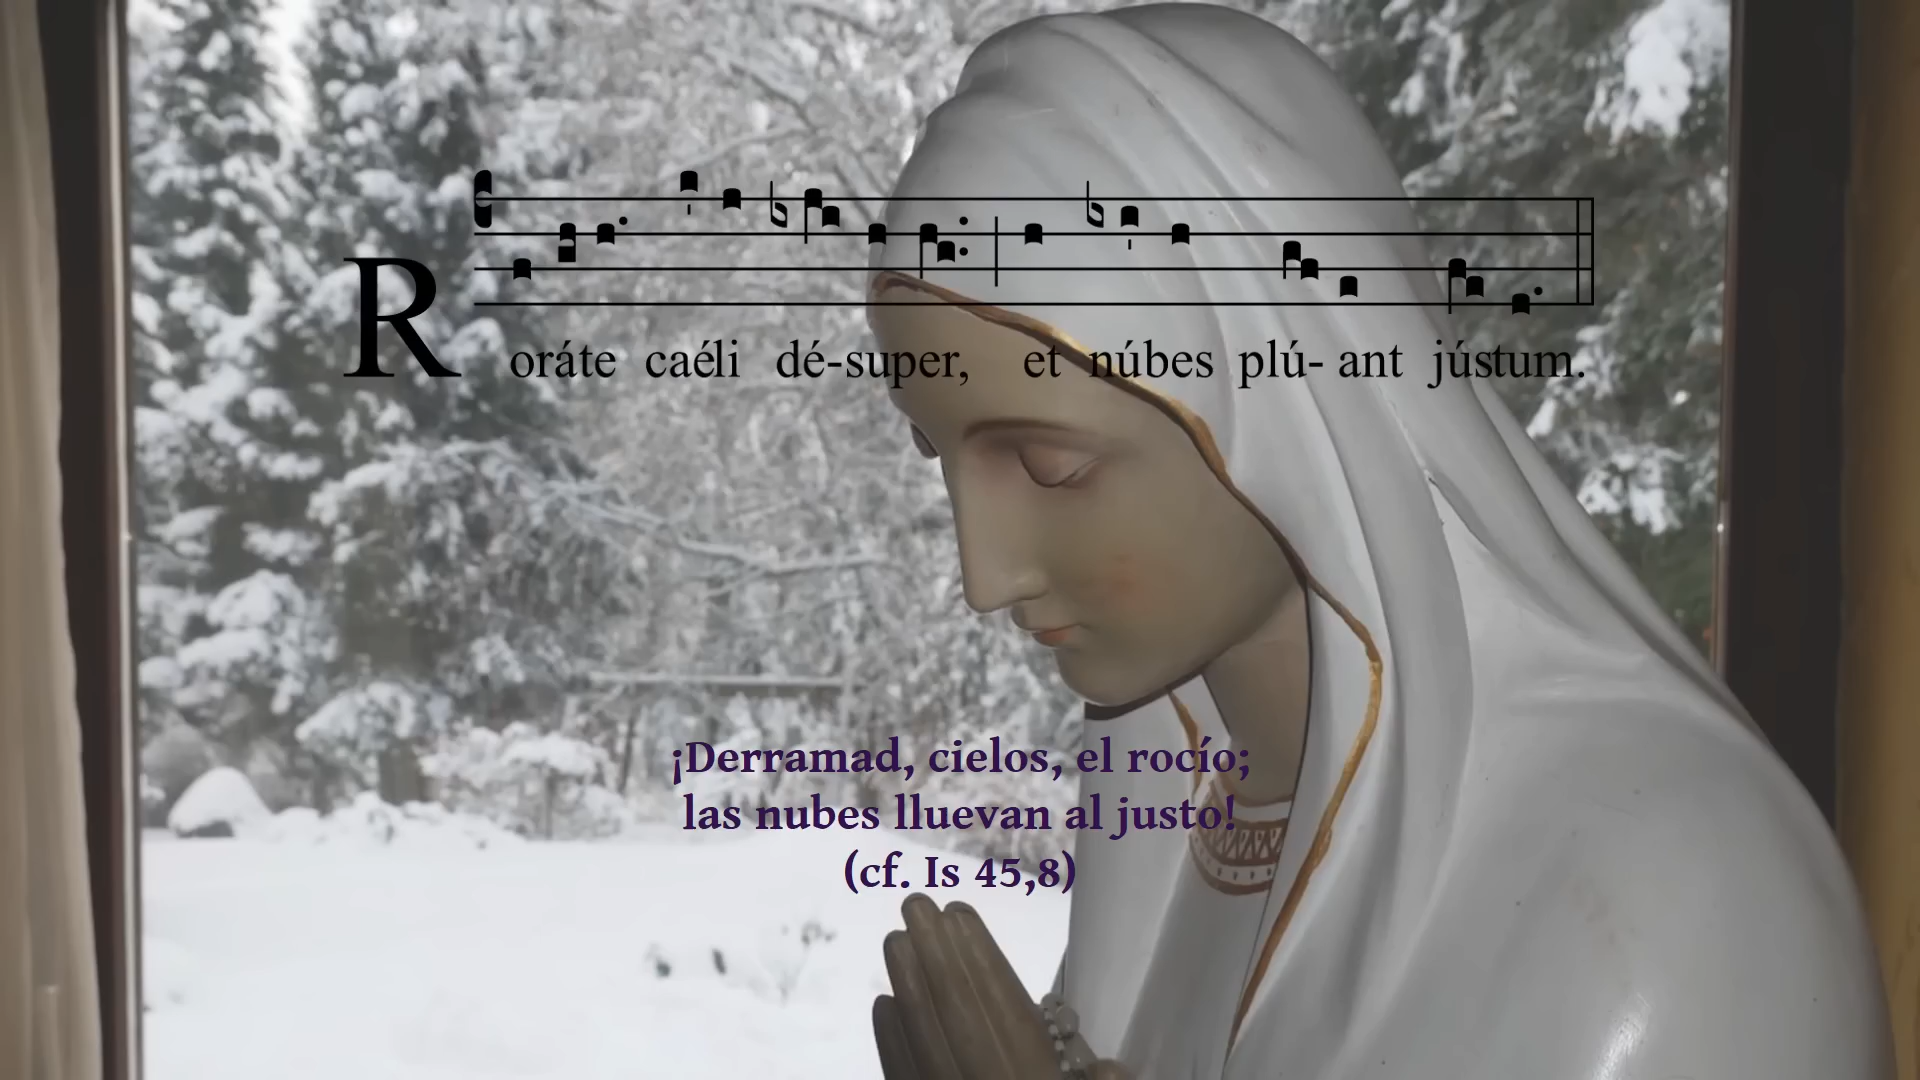 Roráte caéli dé-super, et núbes plú- ant jústum.
¡Derramad, cielos, el rocío;
las nubes lluevan al justo!
(cf. Is 45,8)